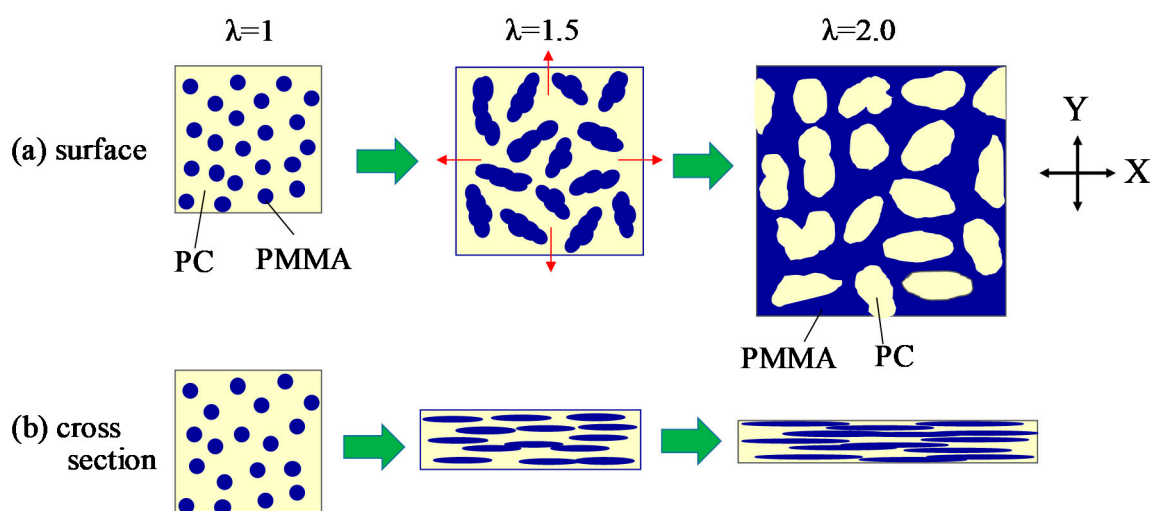 λ=1
λ=1.5
λ=2.0
(a) surface
Y
X
PC
PMMA
PMMA
PC
(b) cross
section